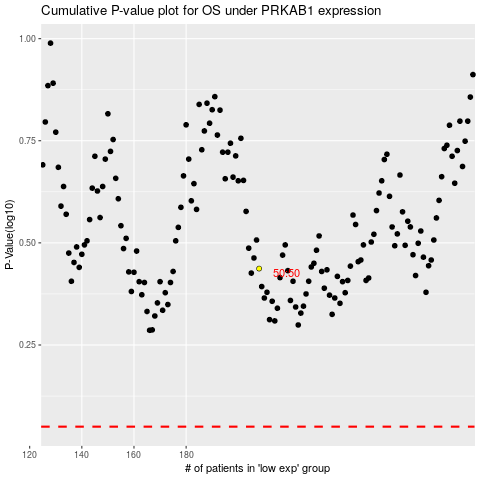 Cumulative P-value plot for OS under PRKAB1 expression
P-Value(log10)
1.00
0.75
0.50
0.25
50:50
120 140 160 180
# of patients in 'low exp' group